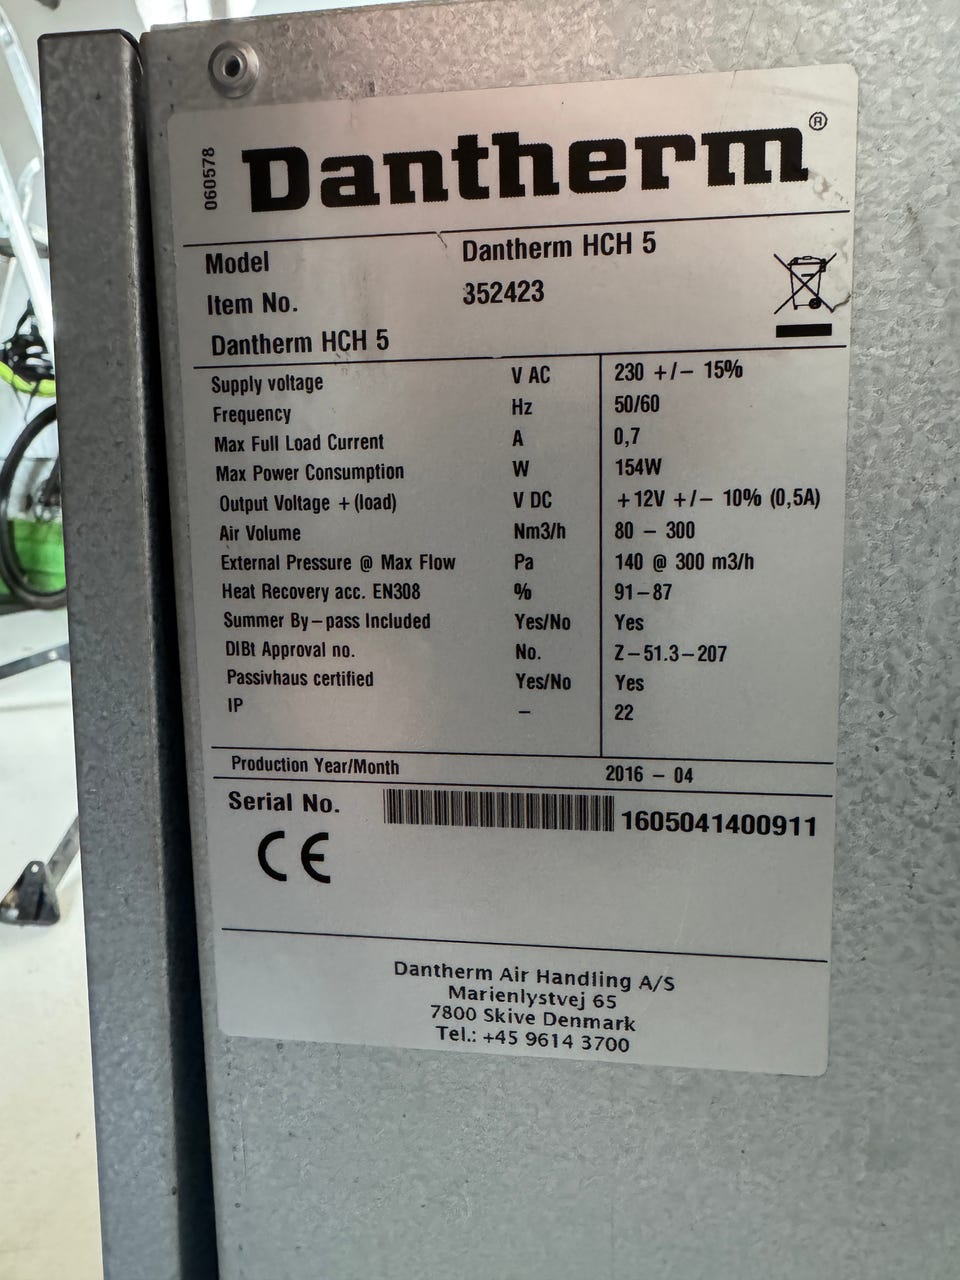 060578
Dantherm®
Model Dantherm HCH 5
Item No. 352423
Dantherm HCH 5
Supply voltage V AC 230 +/- 15%
Frequency Hz 50/60
Max Full Load Current A 0,7
Max Power Consumption W 154W
Output Voltage +(load) V DC +12V +/- 10% (0,5A)
Air Volume Nm3/h 80 - 300
External Pressure @ Max Flow Pa 140 @ 300 m3/h
Heat Recovery acc. EN308 % 91-87
Summer By-pass Included Yes/No Yes
DIBt Approval no. No. Z-51.3-207
Passivhaus certified Yes/No Yes
IP - 22
Production Year/Month 2016 - 04
Serial No. 1605041400911
CE
Dantherm Air Handling A/S
Marienlystvej 65
7800 Skive Denmark
Tel.: +45 9614 3700